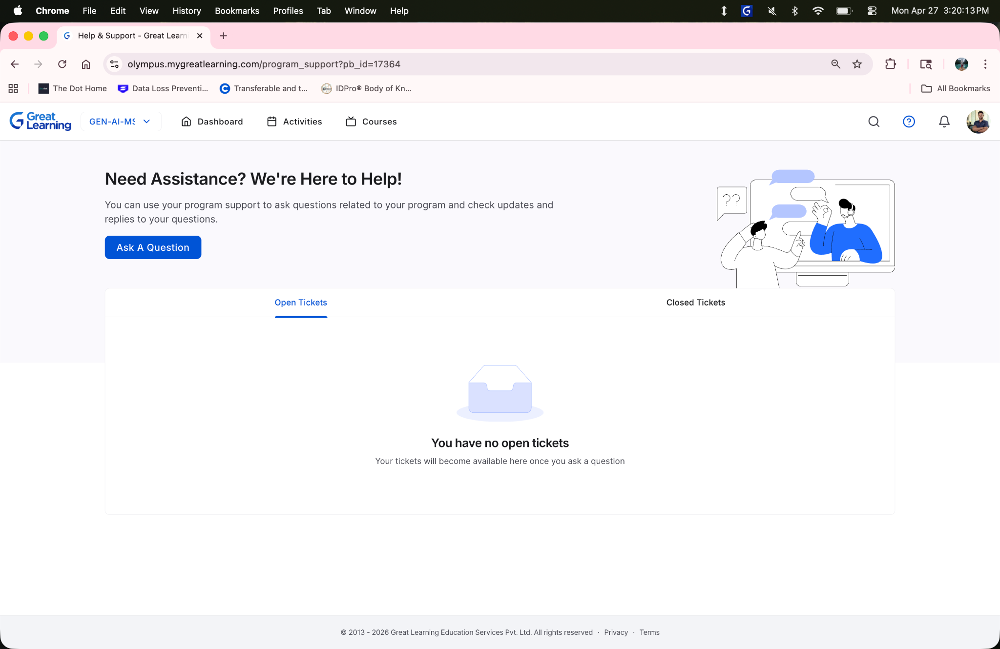 Chrome File Edit View History Bookmarks Profiles Tab Window Help Mon Apr 27 3:20:13 PM
Help & Support - Great Learn
olympus.mygreatlearning.com/program_support?pb_id=17364
The Dot Home Data Loss Preventi... Transferable and t... IDPro® Body of Kn... All Bookmarks
Great Learning GEN-AI-MS Dashboard Activities Courses
Need Assistance? We're Here to Help!
You can use your program support to ask questions related to your program and check updates and
replies to your questions.
Ask A Question
??
Open Tickets Closed Tickets
You have no open tickets
Your tickets will become available here once you ask a question
© 2013 - 2026 Great Learning Education Services Pvt. Ltd. All rights reserved · Privacy · Terms